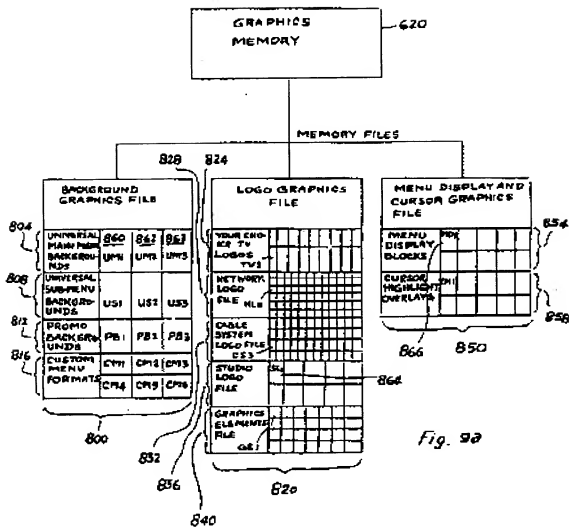 GRAPHICS
MEMORY
620
MEMORY FILES
828
824
BACKGROUND
GRAPHICS FILE
LOGO GRAPHICS
FILE
MENU DISPLAY AND
CURSOR GRAPHICS
FILE
804
UNIVERSAL
MAIN MENU
BACKGROUNDS
860 862 863
UM1 UM2 UM3
808
UNIVERSAL
SUB-MENU
BACKGROUNDS
US1 US2 US3
812
PROMO
BACKGROUNDS
PB1 PB2 PB3
816
CUSTOM
MENU
FORMATS
CM1 CM2 CM3
CM4 CM5 CM6
800
YOUR CHOICE TV
LOGOS
NETWORK
LOGO
FILE
CABLE
SYSTEM
LOGO FILE
CS3
STUDIO
LOGO
FILE
864
GRAPHICS
ELEMENTS
FILE
GE1
832
836
840
820
MENU
DISPLAY
BLOCKS
854
CURSOR
HIGHLIGHT
OVERLAYS
858
866
850
Fig. 9a